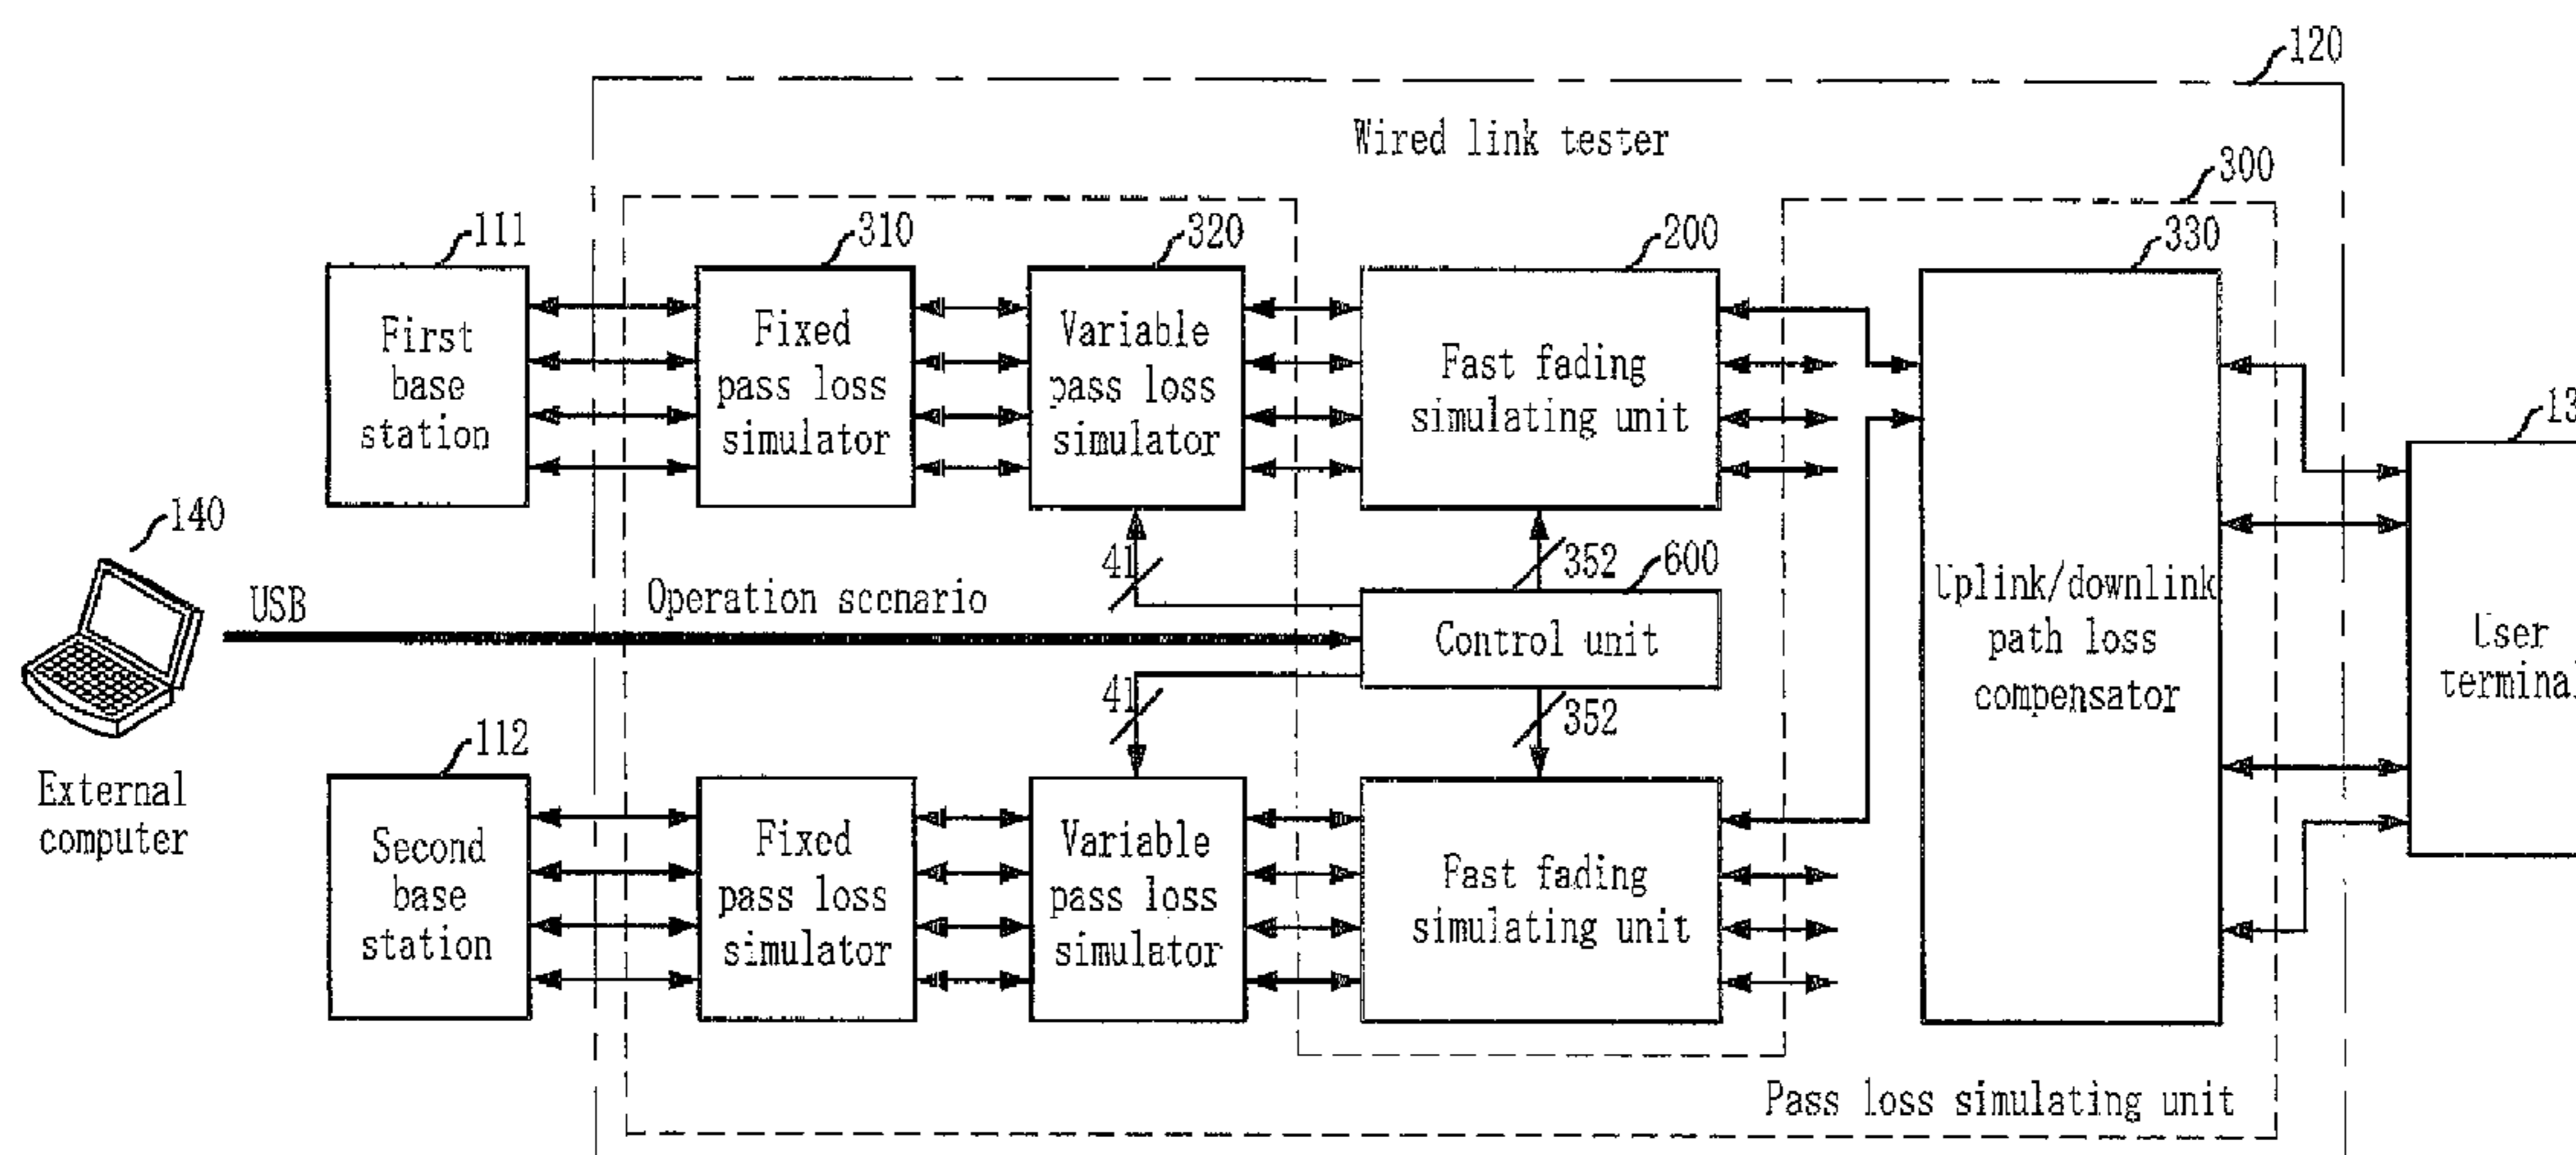 120
Wired link tester
300
111
310
320
200
330
First
base
station
Fixed
pass loss
simulator
Variable
pass loss
simulator
Fast fading
simulating unit
13
140
41
352
600
USB
Operation scenario
Control unit
Uplink/downlink
path loss
compensator
User
terminal
41
352
112
External
computer
Second
base
station
Fixed
pass loss
simulator
Variable
pass loss
simulator
Fast fading
simulating unit
Pass loss simulating unit